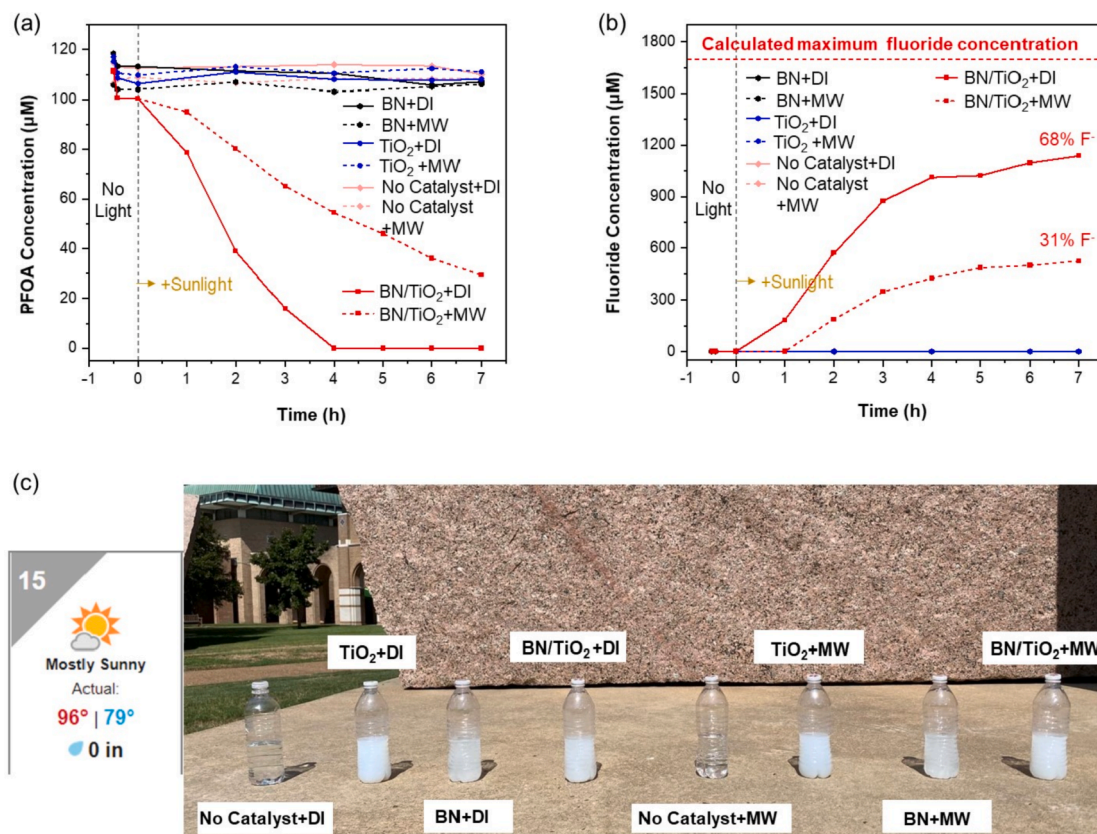 (a)
120
100
80
60
40
20
0
PFOA Concentration (µM)
No
Light
+Sunlight
BN+DI
BN+MW
TiO₂+DI
TiO₂ +MW
No Catalyst+DI
No Catalyst
+MW
BN/TiO₂+DI
BN/TiO₂+MW
-1 0 1 2 3 4 5 6 7
Time (h)
(b)
1800
1500
1200
900
600
300
0
Fluoride Concentration (µM)
Calculated maximum fluoride concentration
No
Light
+Sunlight
BN+DI
BN+MW
TiO₂+DI
TiO₂ +MW
No Catalyst+DI
No Catalyst
+MW
BN/TiO₂+DI
BN/TiO₂+MW
68% F⁻
31% F⁻
-1 0 1 2 3 4 5 6 7
Time (h)
(c)
15
Mostly Sunny
Actual:
96° | 79°
0 in
TiO₂+DI
BN/TiO₂+DI
TiO₂+MW
BN/TiO₂+MW
No Catalyst+DI
BN+DI
No Catalyst+MW
BN+MW